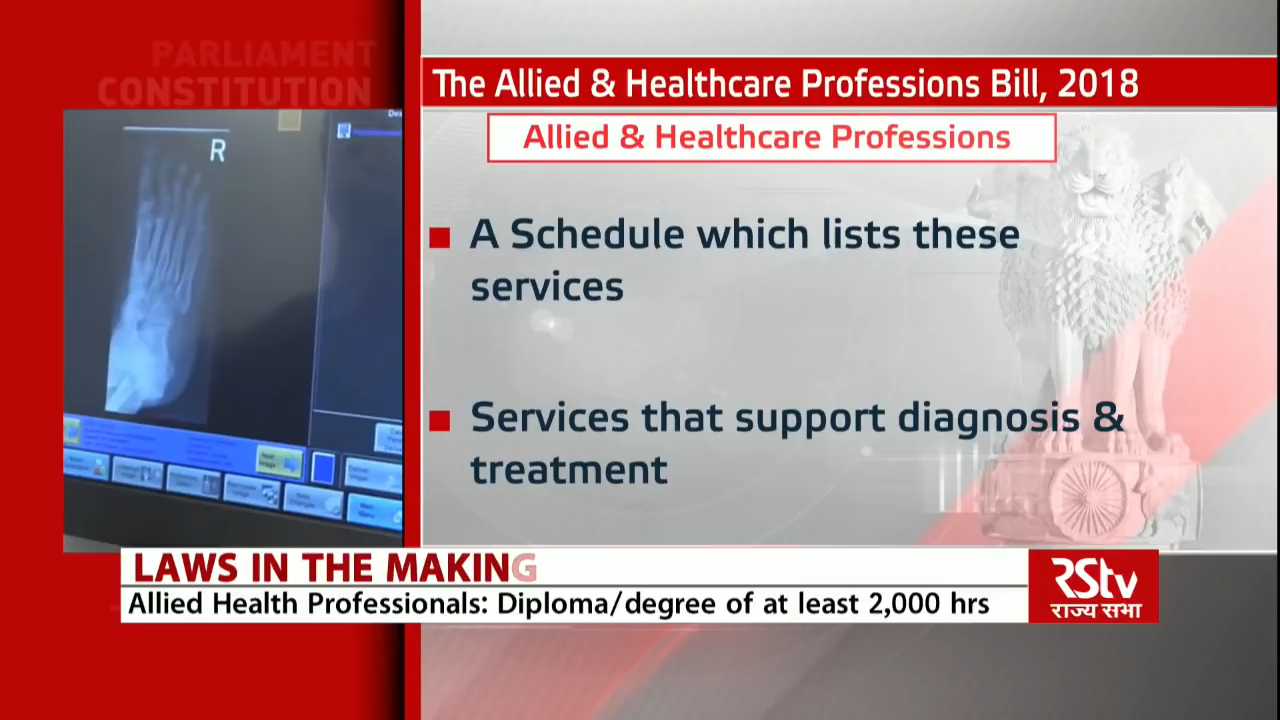 PARLIAMENT
CONSTITUTION
The Allied & Healthcare Professions Bill, 2018
Allied & Healthcare Professions
R
A Schedule which lists these
services
Services that support diagnosis &
treatment
LAWS IN THE MAKING
Allied Health Professionals: Diploma/degree of at least 2,000 hrs
RStv
राज्य सभा